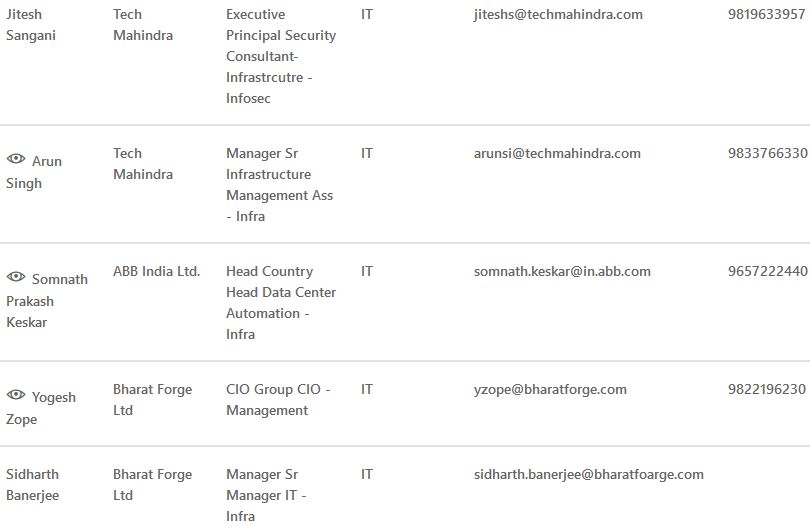 Jitesh Tech Executive IT jiteshs@techmahindra.com 9819633957
Sangani Mahindra Principal Security
Consultant-
Infrastrcutre -
Infosec
Arun Tech Manager Sr IT arunsi@techmahindra.com 9833766330
Singh Mahindra Infrastructure
Management Ass
- Infra
Somnath ABB India Ltd. Head Country IT somnath.keskar@in.abb.com 9657222440
Prakash Head Data Center
Keskar Automation -
Infra
Yogesh Bharat Forge CIO Group CIO - IT yzope@bharatforge.com 9822196230
Zope Ltd Management
Sidharth Bharat Forge Manager Sr IT sidharth.banerjee@bharatfoarge.com
Banerjee Ltd Manager IT -
Infra